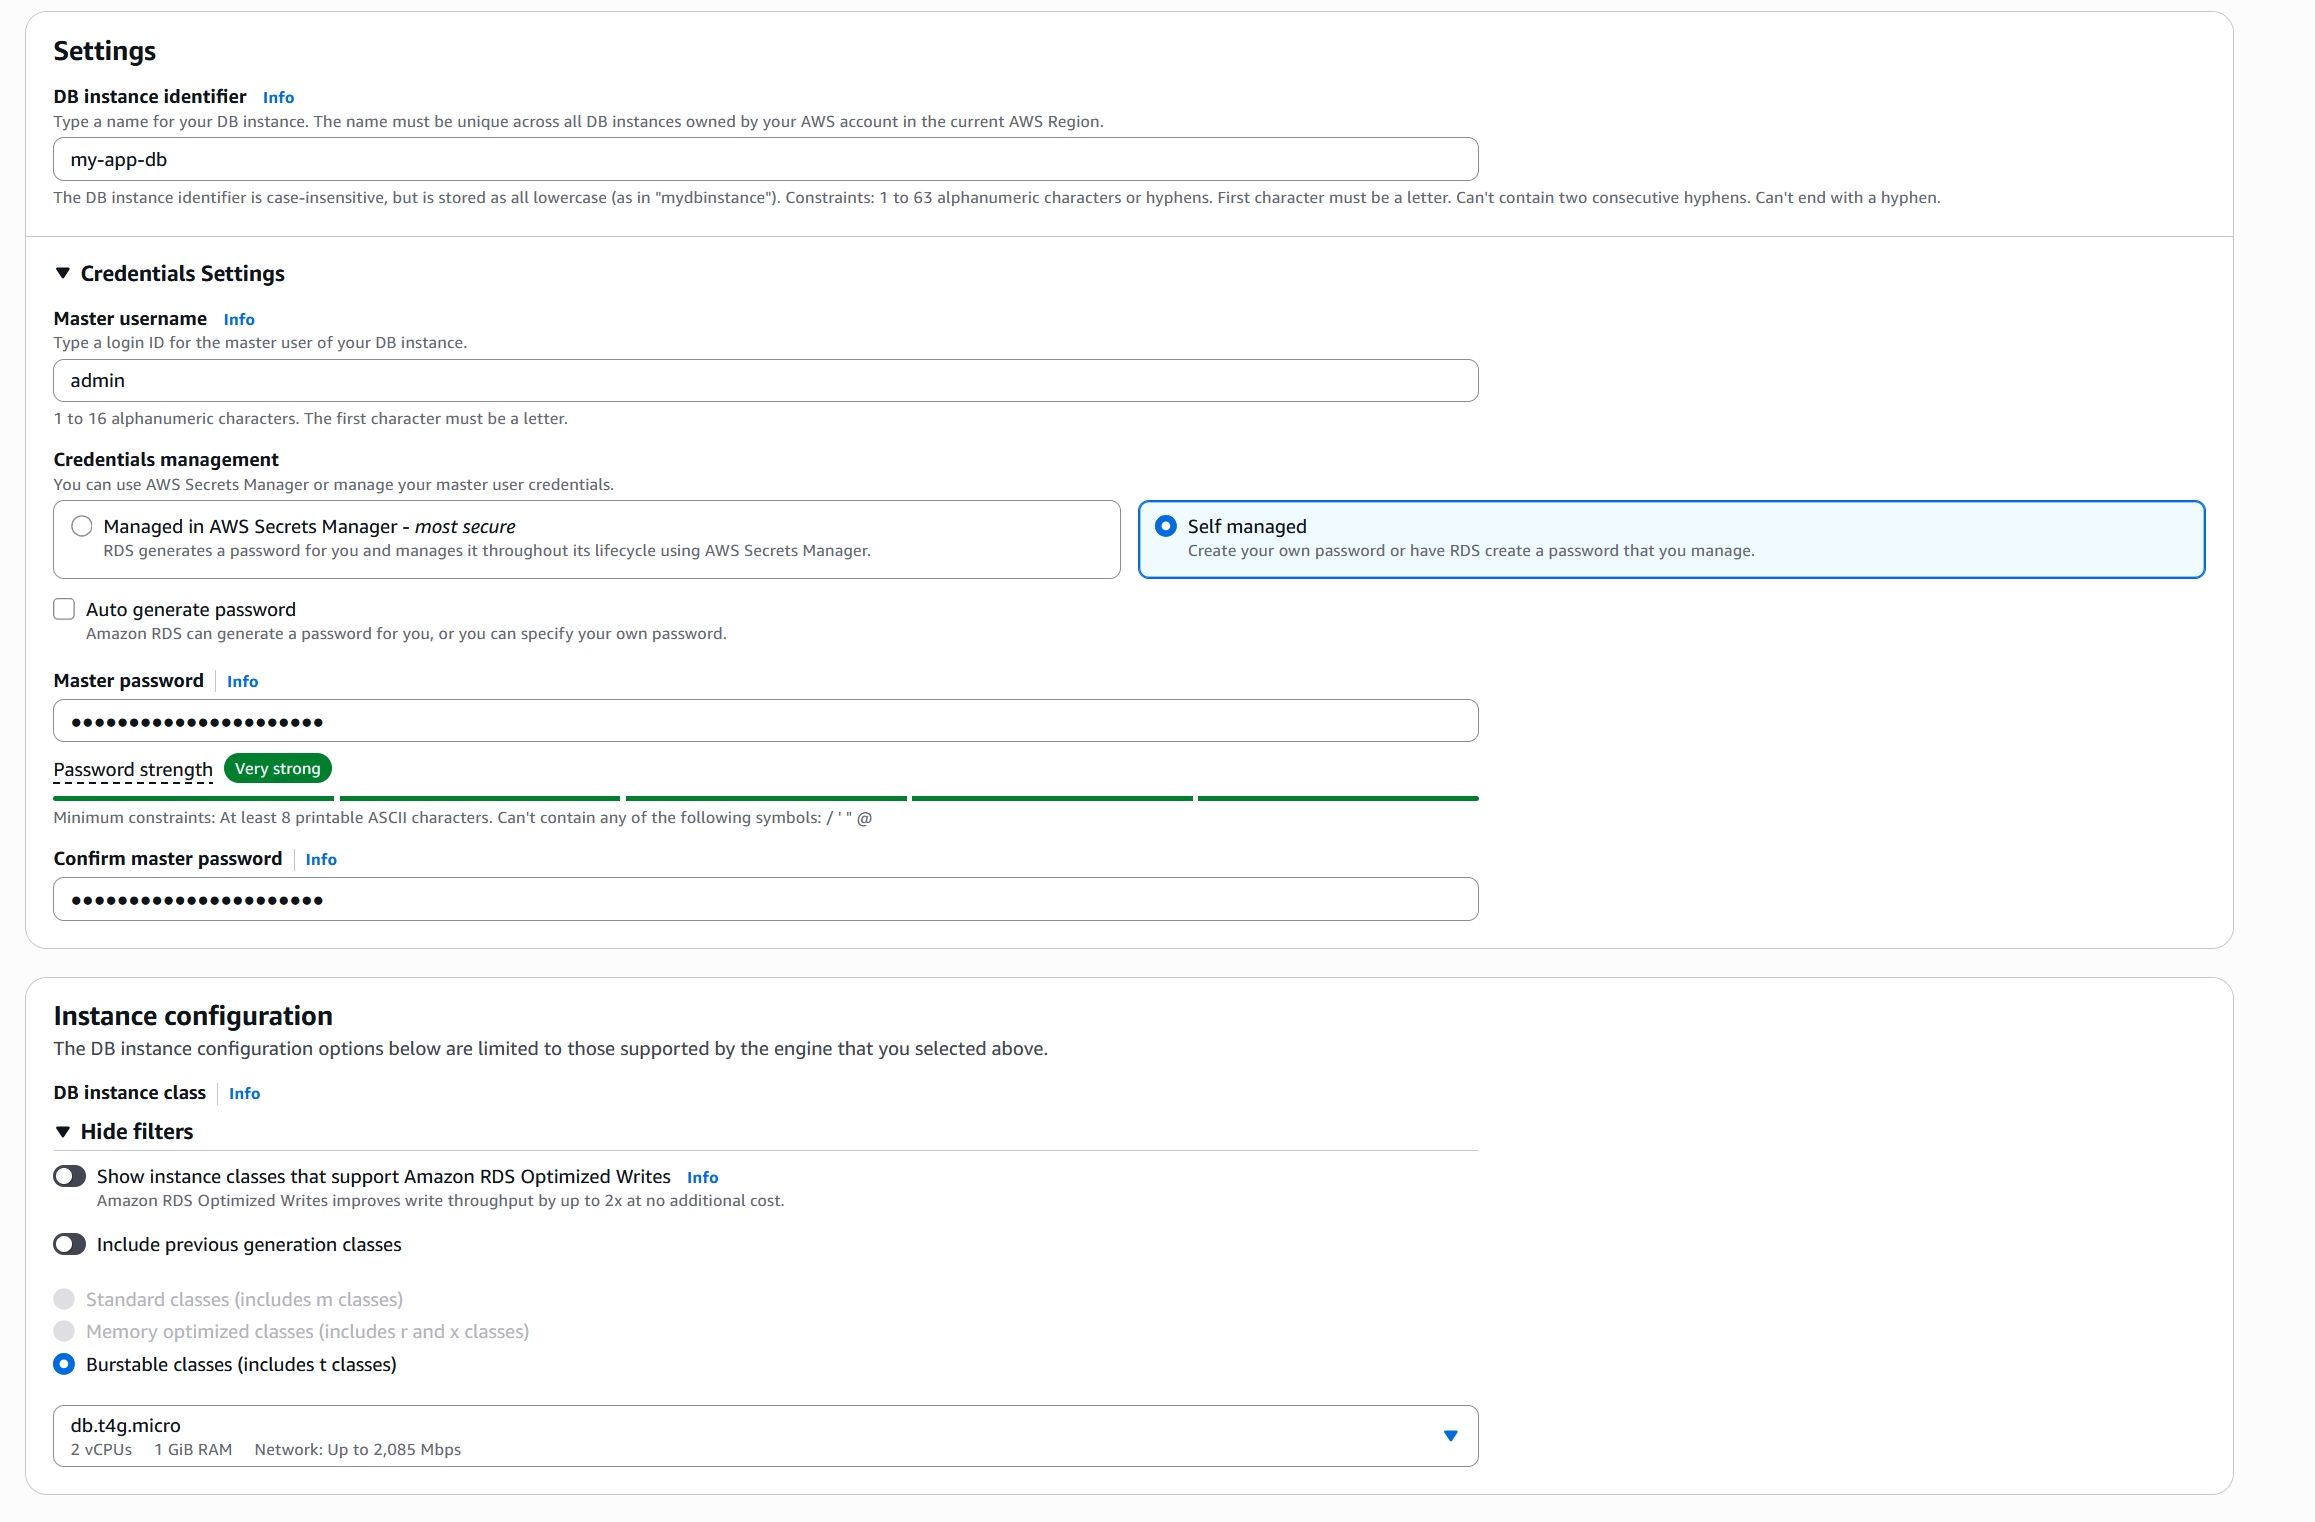 Settings
DB instance identifier Info
Type a name for your DB instance. The name must be unique across all DB instances owned by your AWS account in the current AWS Region.
my-app-db
The DB instance identifier is case-insensitive, but is stored as all lowercase (as in "mydbinstance"). Constraints: 1 to 63 alphanumeric characters or hyphens. First character must be a letter. Can't contain two consecutive hyphens. Can't end with a hyphen.
Credentials Settings
Master username Info
Type a login ID for the master user of your DB instance.
admin
1 to 16 alphanumeric characters. The first character must be a letter.
Credentials management
You can use AWS Secrets Manager or manage your master user credentials.
Managed in AWS Secrets Manager - most secure
RDS generates a password for you and manages it throughout its lifecycle using AWS Secrets Manager.
Self managed
Create your own password or have RDS create a password that you manage.
Auto generate password
Amazon RDS can generate a password for you, or you can specify your own password.
Master password Info
••••••••••••••••••••••
Password strength Very strong
Minimum constraints: At least 8 printable ASCII characters. Can't contain any of the following symbols: / ' " @
Confirm master password Info
••••••••••••••••••••••
Instance configuration
The DB instance configuration options below are limited to those supported by the engine that you selected above.
DB instance class Info
Hide filters
Show instance classes that support Amazon RDS Optimized Writes Info
Amazon RDS Optimized Writes improves write throughput by up to 2x at no additional cost.
Include previous generation classes
Standard classes (includes m classes)
Memory optimized classes (includes r and x classes)
Burstable classes (includes t classes)
db.t4g.micro
2 vCPUs 1 GiB RAM Network: Up to 2,085 Mbps